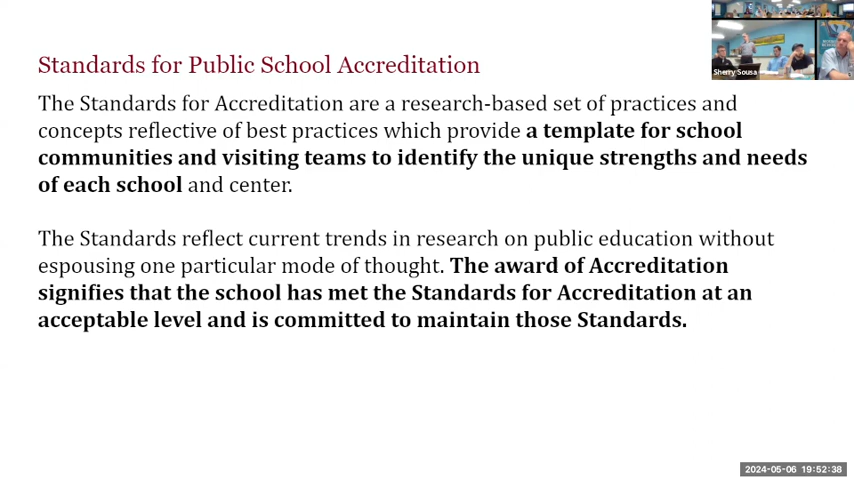 Standards for Public School Accreditation
The Standards for Accreditation are a research-based set of practices and
concepts reflective of best practices which provide a template for school
communities and visiting teams to identify the unique strengths and needs
of each school and center.
The Standards reflect current trends in research on public education without
espousing one particular mode of thought. The award of Accreditation
signifies that the school has met the Standards for Accreditation at an
acceptable level and is committed to maintain those Standards.
Sherry Sousa
2024-05-06 19:52:38